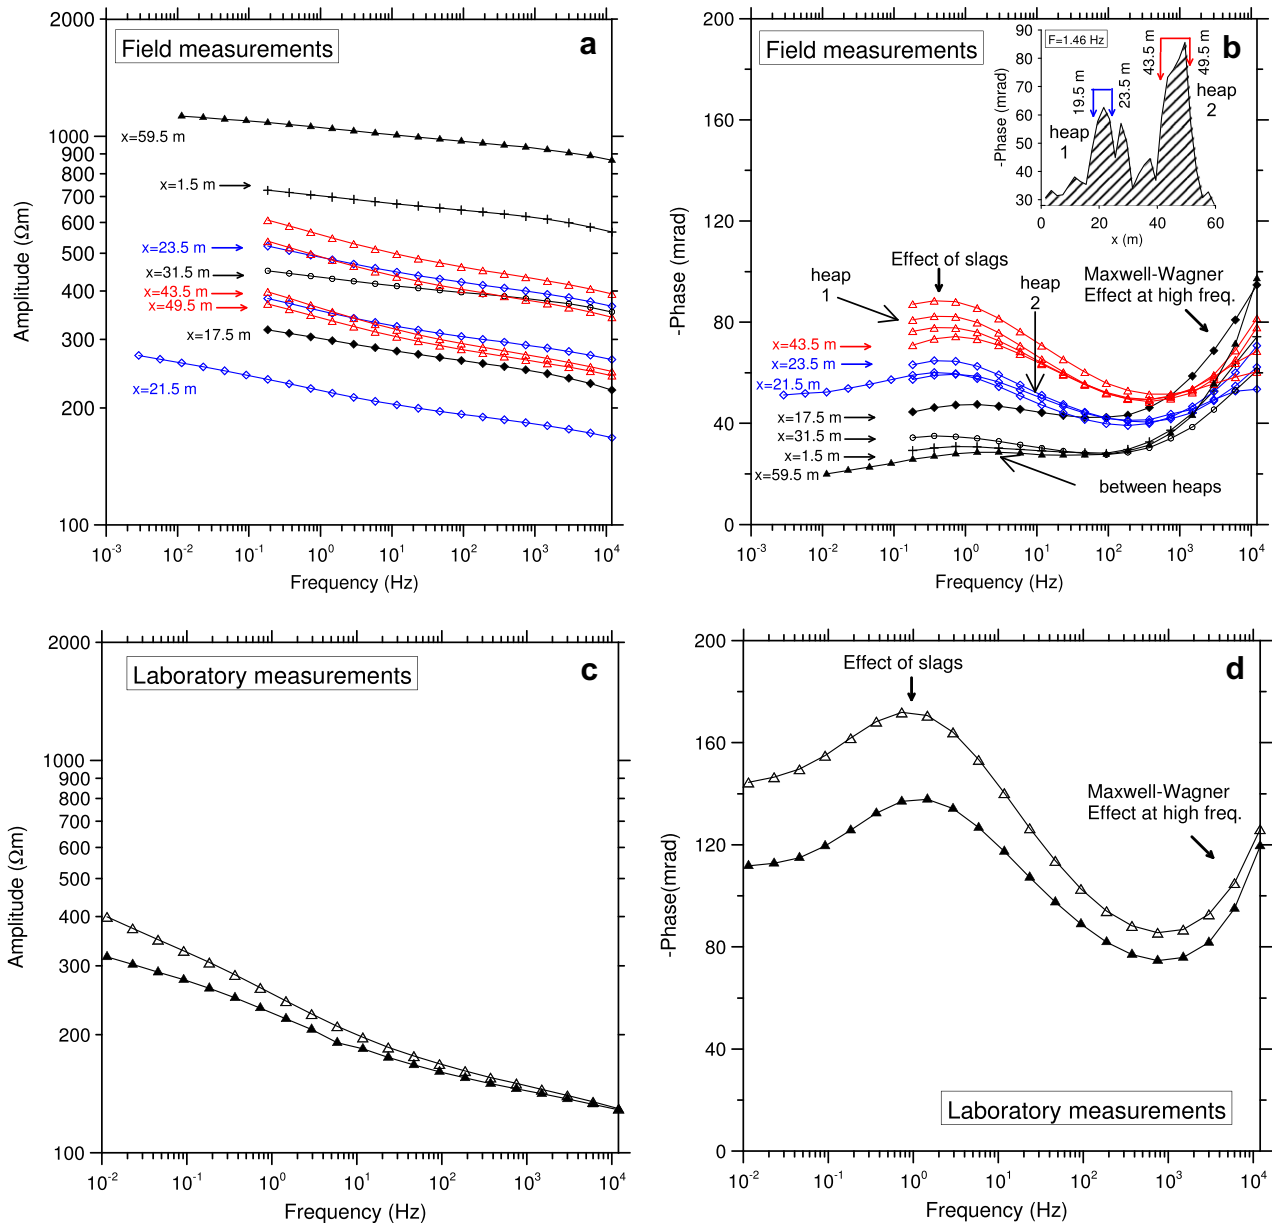 Field measurements
a
2000
1000
900
800
700
600
500
400
300
200
100
Amplitude (Ωm)
x=59.5 m
x=1.5 m
x=23.5 m
x=31.5 m
x=43.5 m
x=49.5 m
x=17.5 m
x=21.5 m
10-3 10-2 10-1 100 101 102 103 104
Frequency (Hz)
Field measurements
b
200
160
120
80
40
0
-Phase (mrad)
F=1.46 Hz
90
80
70
60
50
40
30
-Phase (mrad)
19.5 m
23.5 m
43.5 m
49.5 m
heap
1
heap
2
0 20 40 60
x (m)
Effect of slags
heap
1
heap
2
Maxwell-Wagner
Effect at high freq.
x=43.5 m
x=23.5 m
x=21.5 m
x=17.5 m
x=31.5 m
x=1.5 m
x=59.5 m
between heaps
10-3 10-2 10-1 100 101 102 103 104
Frequency (Hz)
Laboratory measurements
c
2000
1000
900
800
700
600
500
400
300
200
100
Amplitude (Ωm)
10-2 10-1 100 101 102 103 104
Frequency (Hz)
Effect of slags
d
200
160
120
80
40
0
-Phase(mrad)
Maxwell-Wagner
Effect at high freq.
Laboratory measurements
10-2 10-1 100 101 102 103 104
Frequency (Hz)